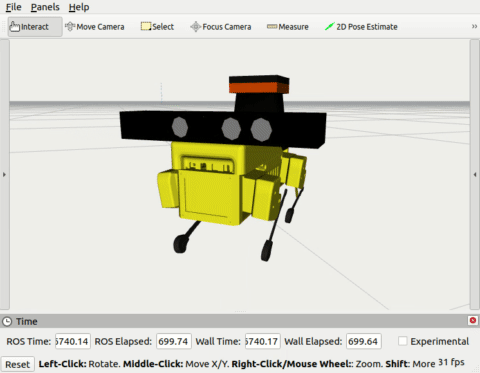 File Panels Help
Interact Move Camera Select Focus Camera Measure 2D Pose Estimate »
Time
ROS Time: 5740.14 ROS Elapsed: 699.74 Wall Time: 5740.17 Wall Elapsed: 699.64 Experimental
Reset Left-Click: Rotate. Middle-Click: Move X/Y. Right-Click/Mouse Wheel:: Zoom. Shift: More 31 fps